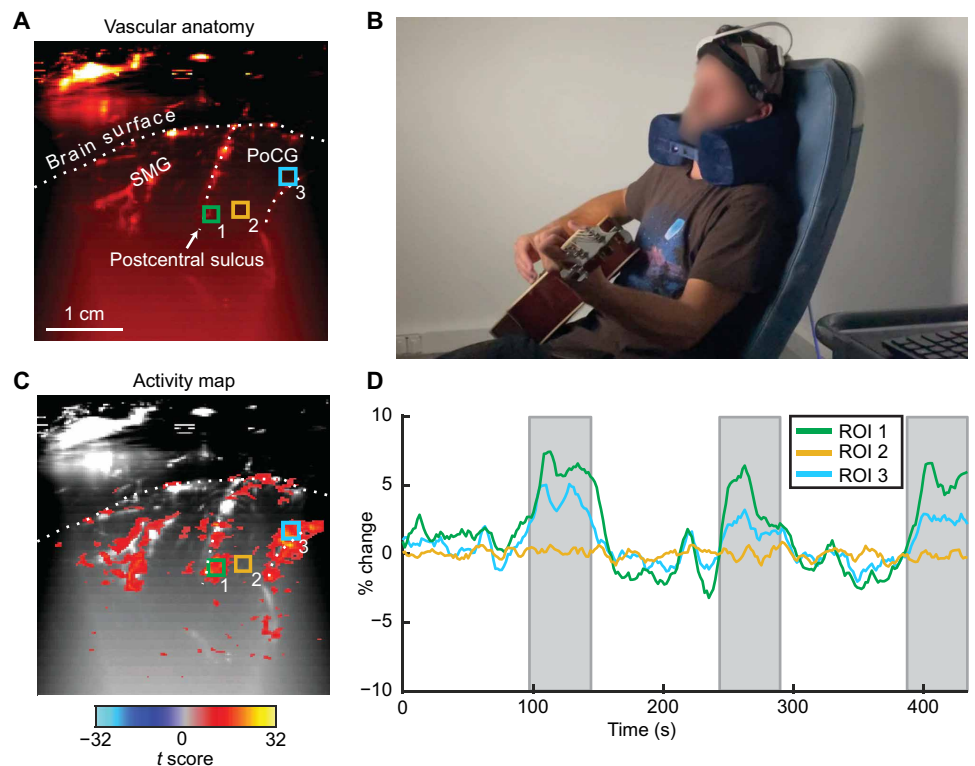 A
Vascular anatomy
Brain surface
SMG
PoCG
3
1
2
Postcentral sulcus
1 cm
B
C
Activity map
3
1
2
−32
0
32
t score
D
10
5
0
−5
−10
% change
0
100
200
300
400
Time (s)
ROI 1
ROI 2
ROI 3